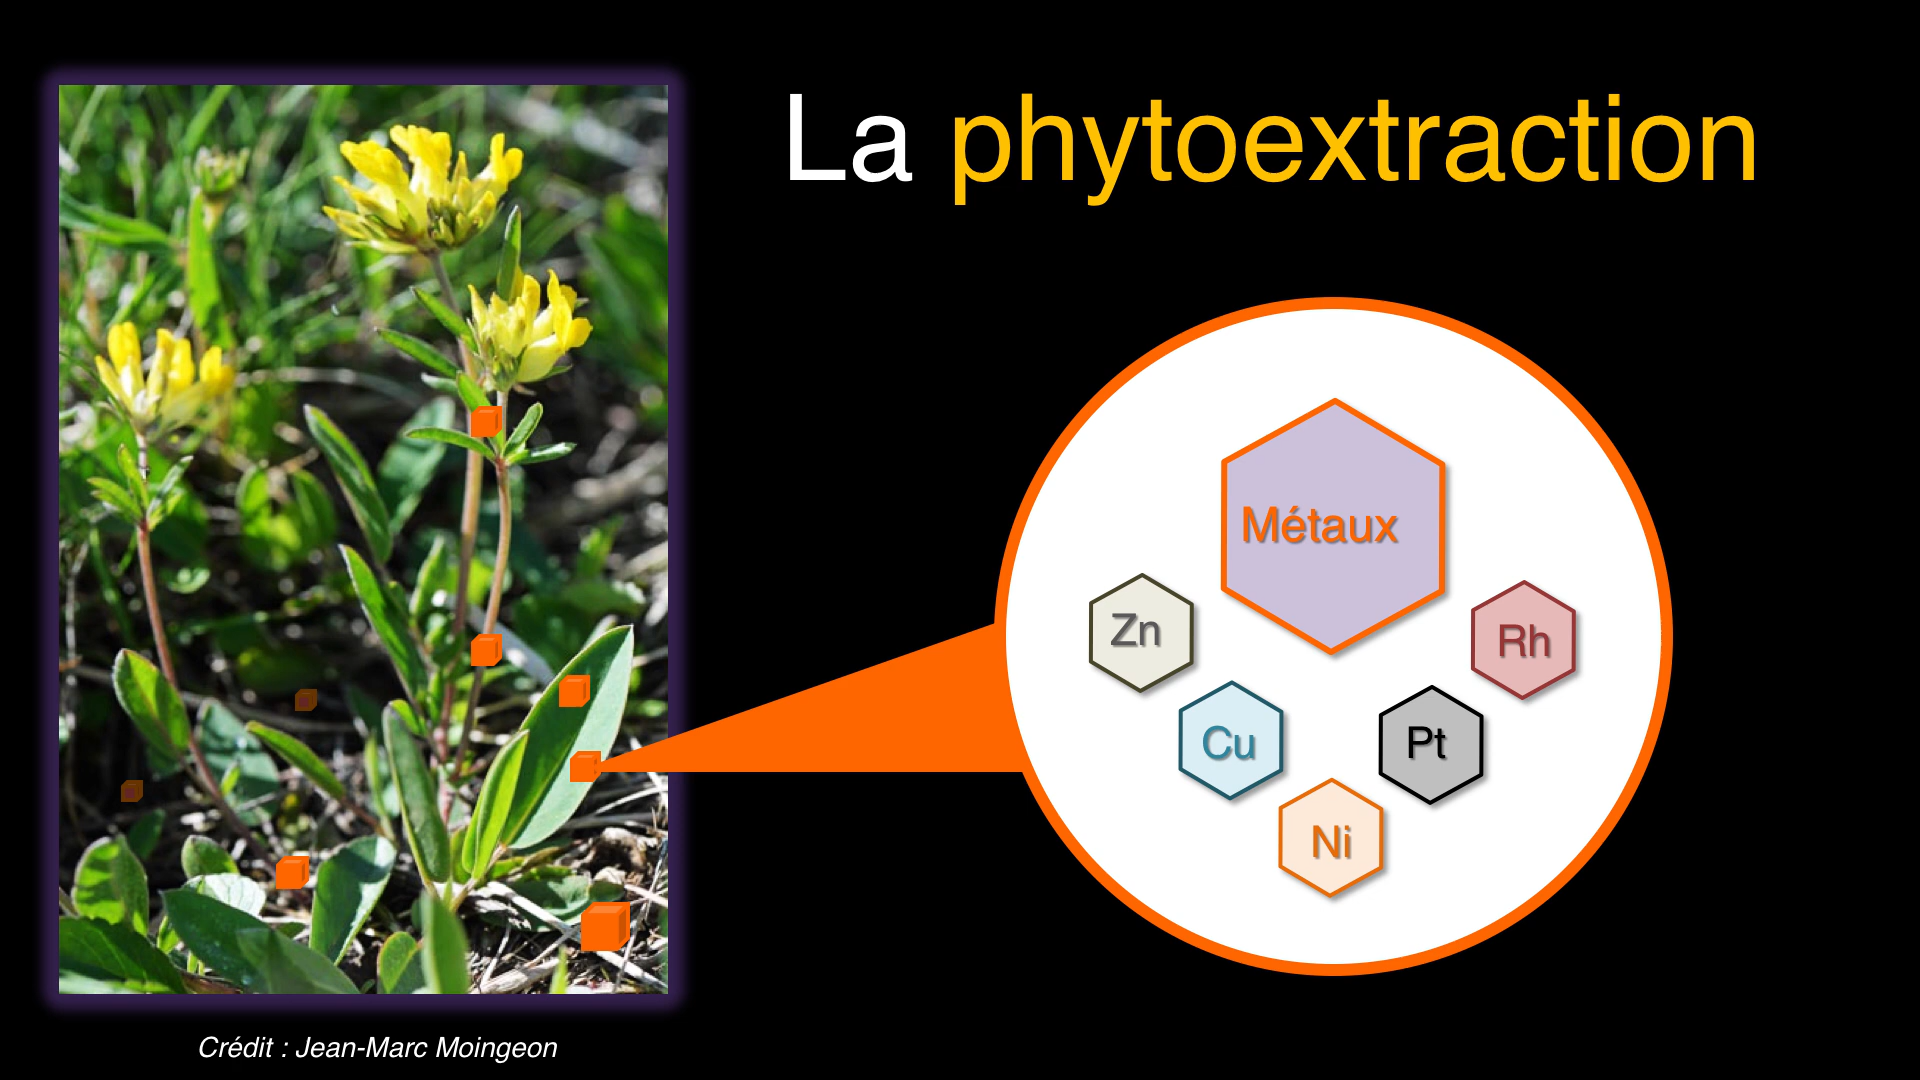 La phytoextraction
Métaux
Zn
Rh
Cu
Pt
Ni
Crédit : Jean-Marc Moingeon